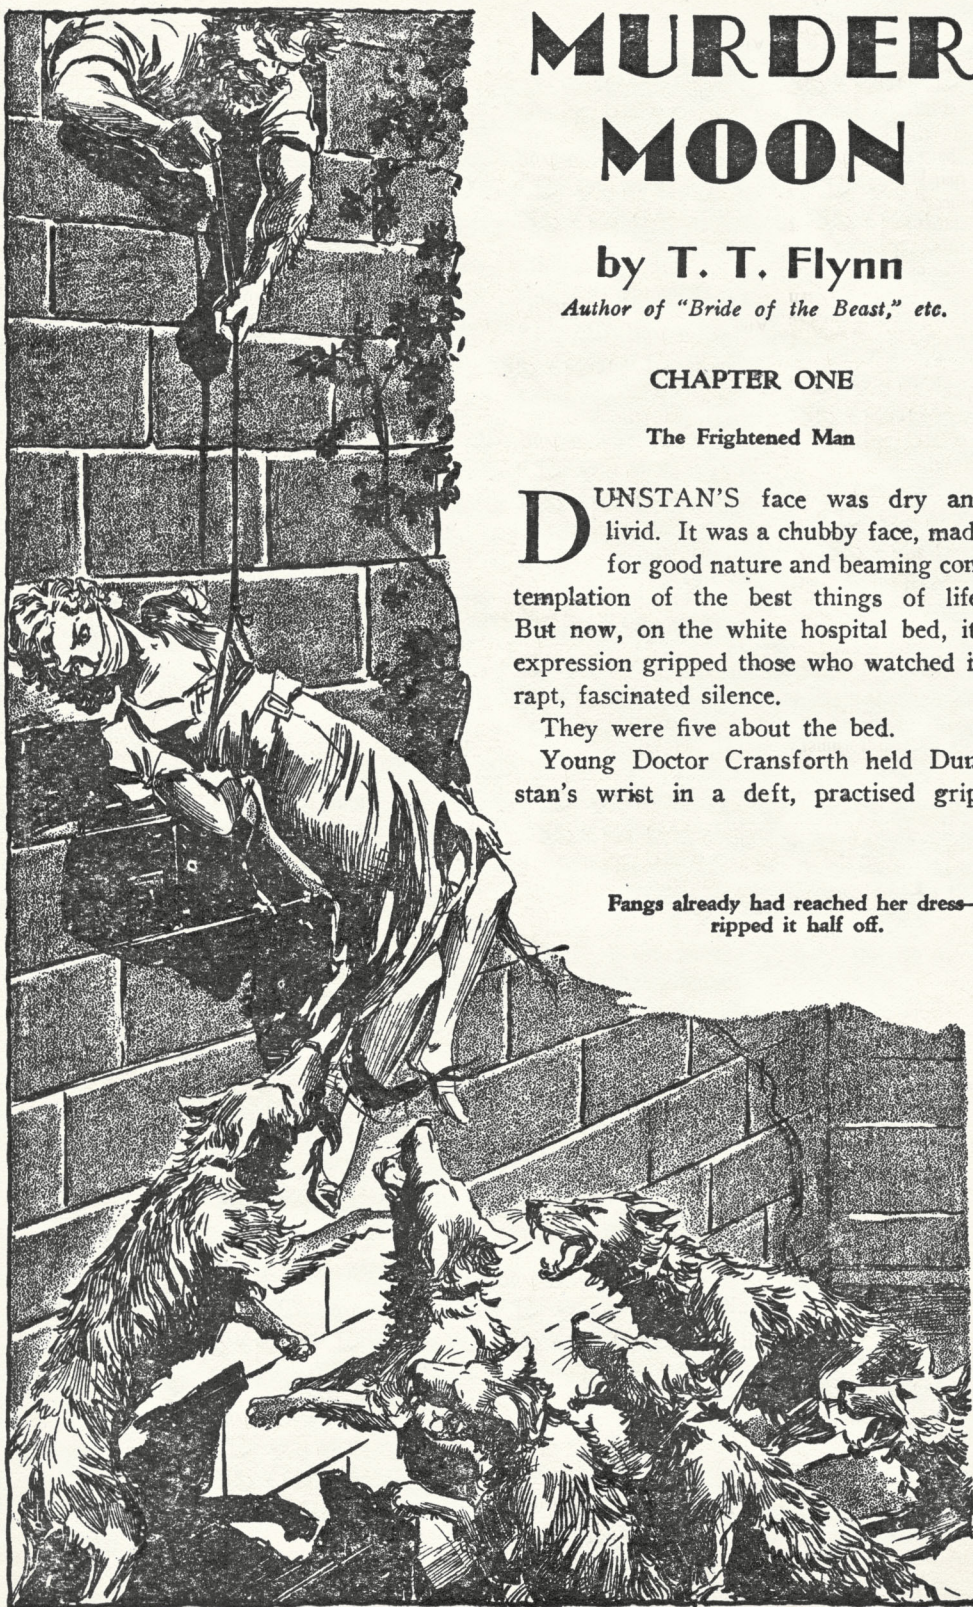 MURDER
MOON
by T. T. Flynn
Author of "Bride of the Beast," etc.
CHAPTER ONE
The Frightened Man
DUNSTAN'S face was dry an
livid. It was a chubby face, mad
for good nature and beaming con
templation of the best things of life
But now, on the white hospital bed, it
expression gripped those who watched i
rapt, fascinated silence.
They were five about the bed.
Young Doctor Cransforth held Dun
stan's wrist in a deft, practised grip
Fangs already had reached her dress—
ripped it half off.